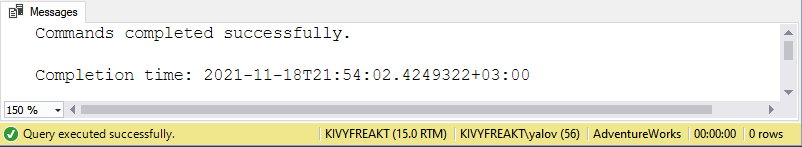 Messages
Commands completed successfully.
Completion time: 2021-11-18T21:54:02.4249322+03:00
150 %
Query executed successfully. KIVYFREAKT (15.0 RTM) KIVYFREAKT\yalov (56) AdventureWorks 00:00:00 0 rows